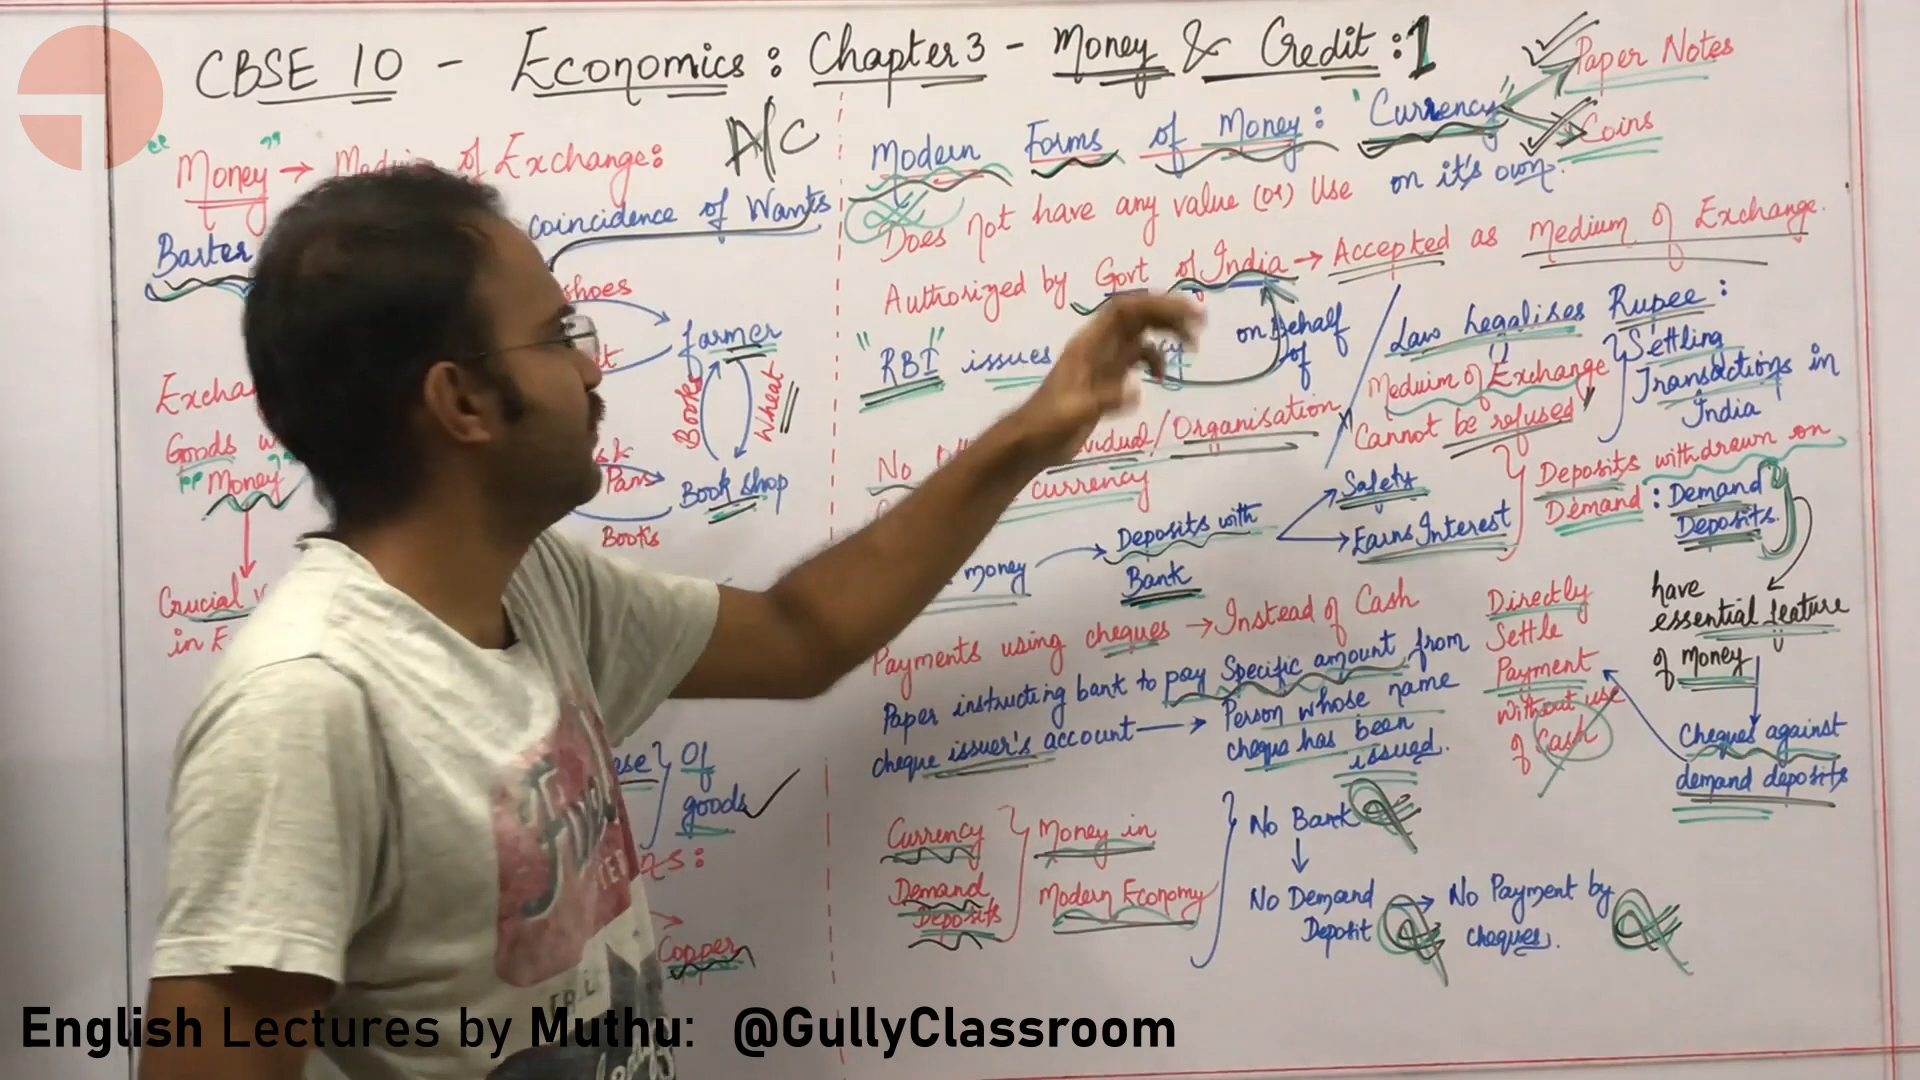 CBSE 10 - Economics: Chapter 3 - Money & Credit: 1
"Money" → Medium of Exchange:
A/C
Barter
coincidence of Wants
shoes
farmer
Books
Wheat
Goods
Money
Pans
Book shop
Books
Crucial
in
Of
goods
Copper
Modern Forms of Money: "Currency"
Paper Notes
Coins
Does not have any value (or) Use on it's own.
Authorized by Govt of India → Accepted as Medium of Exchange.
"RBI" issues
on behalf
of
No
/Organisation
currency
Law Legalises Rupee:
Meduim of Exchange
Cannot be refused
Settling
Transactions in
India
money
Deposits with
Bank
Safety
Earns Interest
Deposits withdrawn on
Demand: Demand
Deposits.
have
essential feature
of money
Cheques against
demand deposits
Directly
Settle
Payment
without use
of Cash
Payments using cheques → Instead of Cash
Paper instructing bank to pay Specific amount from
cheque issuer's account → Person whose name
cheque has been
issued.
Currency
Demand
Deposits
Money in
Modern Economy
No Bank
No Demand
Deposit
→ No Payment by
cheques.
English Lectures by Muthu: @GullyClassroom